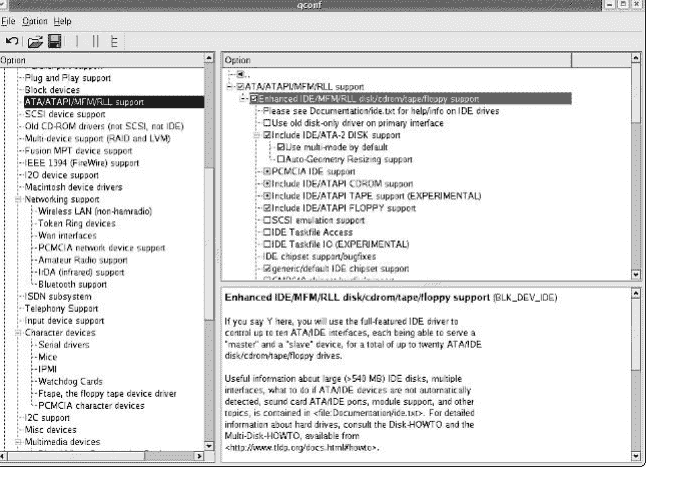 qconf
File Option Help
Option
Plug and Play support
Block devices
ATA/ATAPI/MFM/RLL support
SCSI device support
Old CD-ROM drivers (not SCSI, not IDE)
Multi-device support (RAID and LVM)
Fusion MPT device support
IEEE 1394 (FireWire) support
I2O device support
Macintosh device drivers
Networking support
Wireless LAN (non-hamradio)
Token Ring devices
Wan interfaces
PCMCIA network device support
Amateur Radio support
IrDA (infrared) support
Bluetooth support
ISDN subsystem
Telephony Support
Input device support
Character devices
Serial drivers
Mice
IPMI
Watchdog Cards
Ftape, the floppy tape device driver
PCMCIA character devices
I2C support
Misc devices
Multimedia devices
Option
..
ATA/ATAPI/MFM/RLL support
Enhanced IDE/MFM/RLL disk/cdrom/tape/floppy support
Please see Documentation/ide.txt for help/info on IDE drives
Use old disk-only driver on primary interface
Include IDE/ATA-2 DISK support
Use multi-mode by default
Auto-Geometry Resizing support
PCMCIA IDE support
Include IDE/ATAPI CDROM support
Include IDE/ATAPI TAPE support (EXPERIMENTAL)
Include IDE/ATAPI FLOPPY support
SCSI emulation support
IDE Taskfile Access
IDE Taskfile IO (EXPERIMENTAL)
IDE chipset support/bugfixes
generic/default IDE chipset support
Enhanced IDE/MFM/RLL disk/cdrom/tape/floppy support (BLK_DEV_IDE)
If you say Y here, you will use the full-featured IDE driver to
control up to ten ATA/IDE interfaces, each being able to serve a
"master" and a "slave" device, for a total of up to twenty ATA/IDE
disk/cdrom/tape/floppy drives.
Useful information about large (>540 MB) IDE disks, multiple
interfaces, what to do if ATA/IDE devices are not automatically
detected, sound card ATA/IDE ports, module support, and other
topics, is contained in <file:Documentation/ide.txt>. For detailed
information about hard drives, consult the Disk-HOWTO and the
Multi-Disk-HOWTO, available from
<http://www.tldp.org/docs.html#howto>.